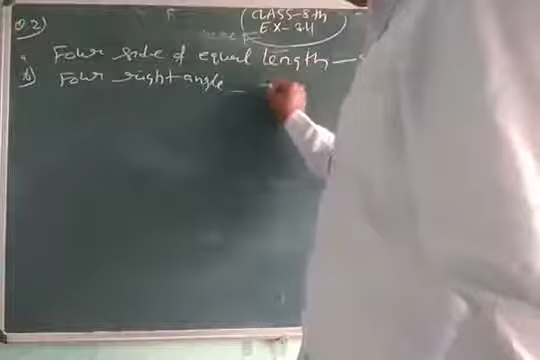 Q.2)
(CLASS-8th
EX-3.4
a) Four side of equal length —
b) Four right angle —